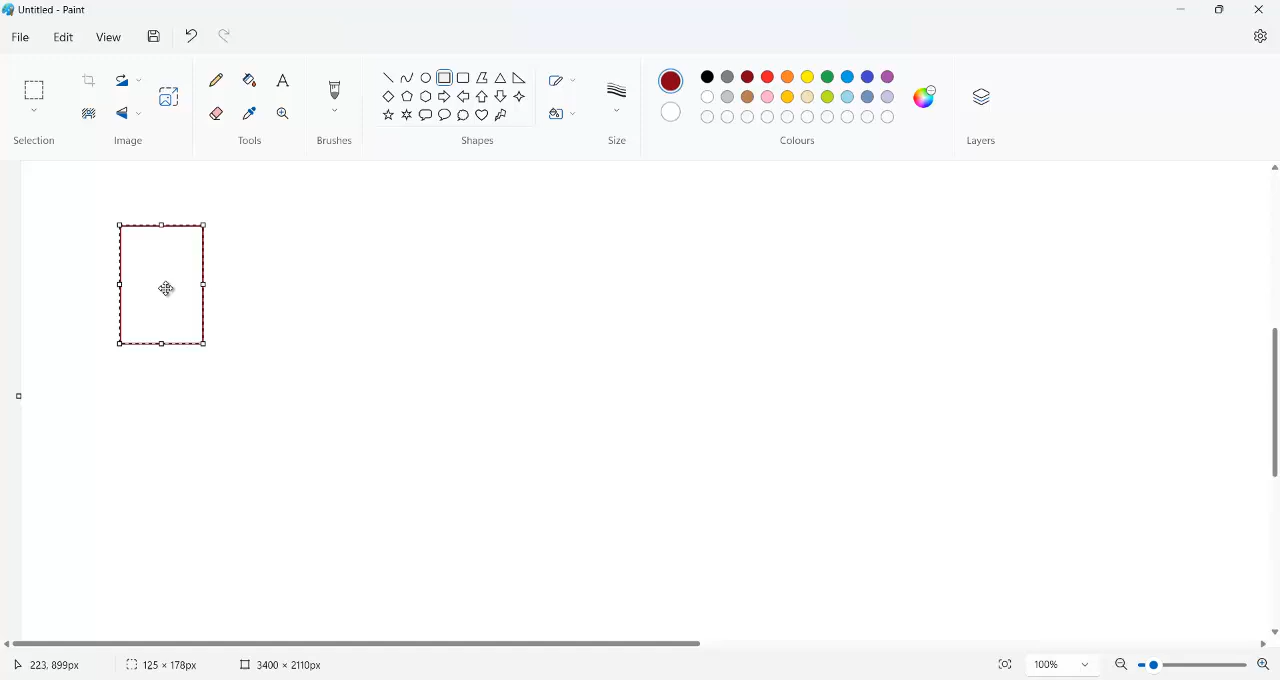 Untitled - Paint
File Edit View
Selection Image Tools Brushes Shapes Size Colours Layers
223, 899px 125 × 178px 3400 × 2110px 100%